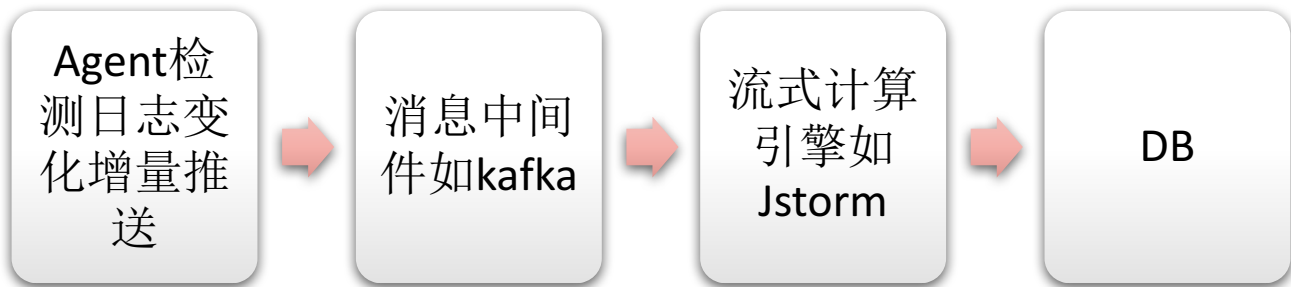 Agent检
测日志变
化增量推
送
消息中间
件如kafka
流式计算
引擎如
Jstorm
DB